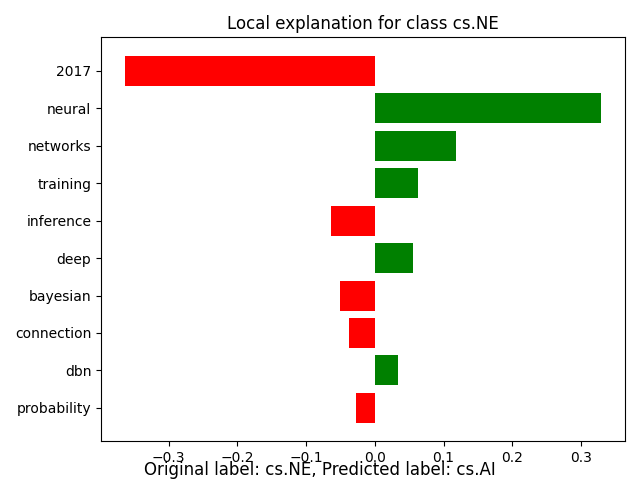 Local explanation for class cs.NE
2017
neural
networks
training
inference
deep
bayesian
connection
dbn
probability
−0.3 −0.2 −0.1 0.0 0.1 0.2 0.3
Original label: cs.NE, Predicted label: cs.AI